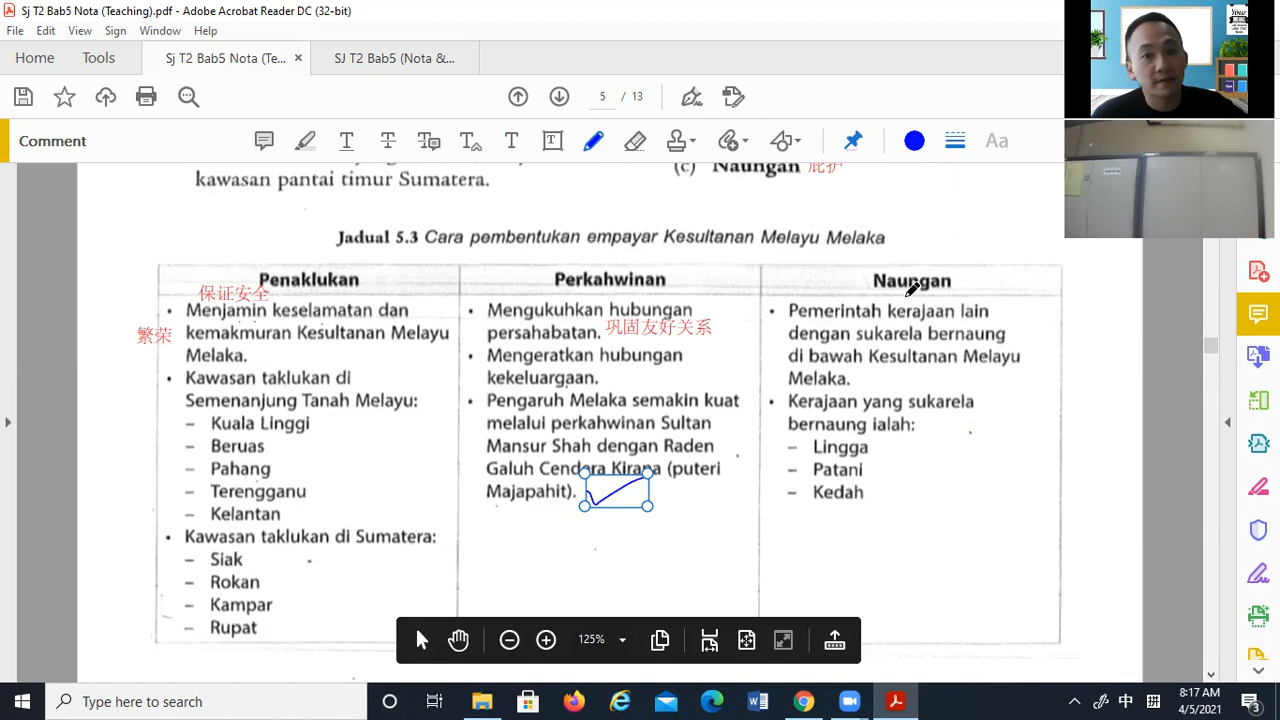 Sj T2 Bab5 Nota (Teaching).pdf - Adobe Acrobat Reader DC (32-bit)
File Edit View Sign Window Help
Home Tools Sj T2 Bab5 Nota (Te... × SJ T2 Bab5 (Nota &...
5 / 13
Comment
Aa
kawasan pantai timur Sumatera.
(c) Naungan 庇护
Jadual 5.3 Cara pembentukan empayar Kesultanan Melayu Melaka
Penaklukan
保证安全
• Menjamin keselamatan dan
繁荣 kemakmuran Kesultanan Melayu
Melaka.
• Kawasan taklukan di
Semenanjung Tanah Melayu:
– Kuala Linggi
– Beruas
– Pahang
– Terengganu
– Kelantan
• Kawasan taklukan di Sumatera:
– Siak
– Rokan
– Kampar
– Rupat
Perkahwinan
• Mengukuhkan hubungan
persahabatan. 巩固友好关系
• Mengeratkan hubungan
kekeluargaan.
• Pengaruh Melaka semakin kuat
melalui perkahwinan Sultan
Mansur Shah dengan Raden
Galuh Cendera Kirana (puteri
Majapahit).
Naungan
• Pemerintah kerajaan lain
dengan sukarela bernaung
di bawah Kesultanan Melayu
Melaka.
• Kerajaan yang sukarela
bernaung ialah:
– Lingga
– Patani
– Kedah
125%
Type here to search
中
拼
8:17 AM
4/5/2021
3